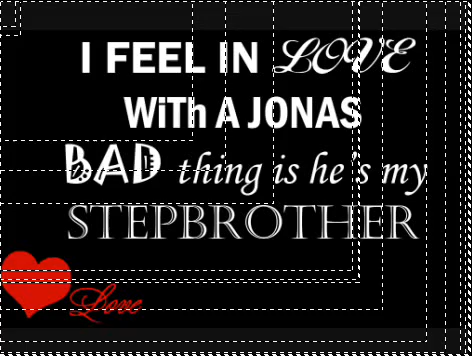 I FEEL IN LOVE
WiTh A JONAS
BAD thing is he's my
STEPBROTHER
Love